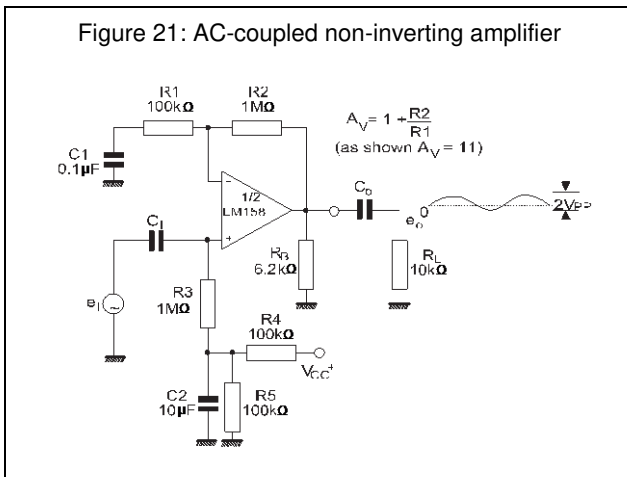 Figure 21: AC-coupled non-inverting amplifier
R1
100kΩ
R2
1MΩ
A_V = 1 + R2
R1
(as shown A_V = 11)
C1
0.1μF
1/2
LM158
-
+
C_I
C_o
e_o
0
2V_PP
R_B
6.2kΩ
R_L
10kΩ
e_I
~
R3
1MΩ
R4
100kΩ
V_CC+
C2
10μF
R5
100kΩ